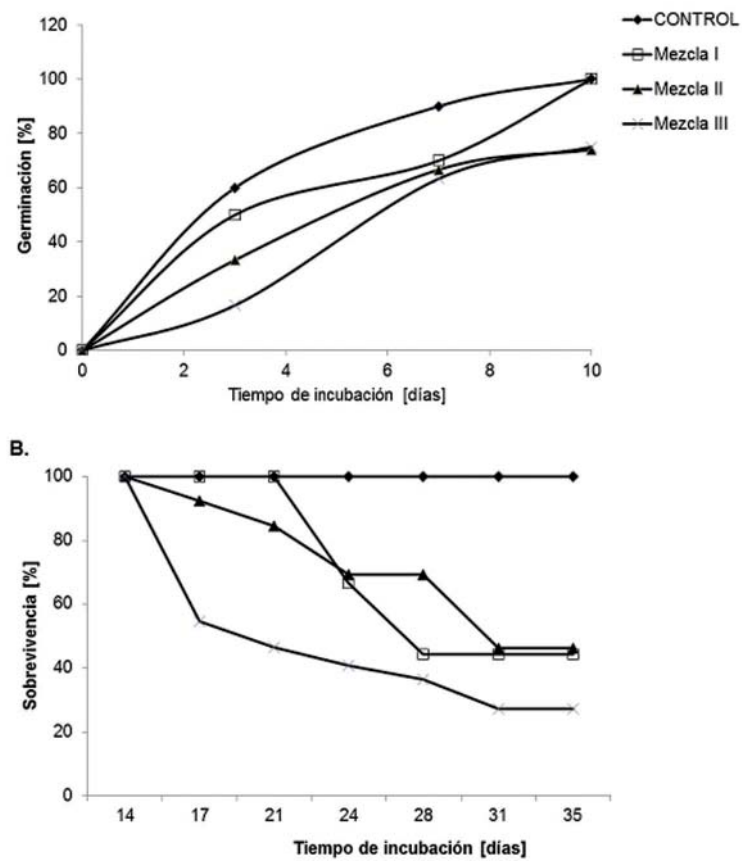 120
100
80
60
40
20
0
Germinación [%]
0 2 4 6 8 10
Tiempo de incubación [días]
CONTROL
Mezcla I
Mezcla II
Mezcla III
B.
100
80
60
40
20
0
Sobrevivencia [%]
14 17 21 24 28 31 35
Tiempo de incubación [días]